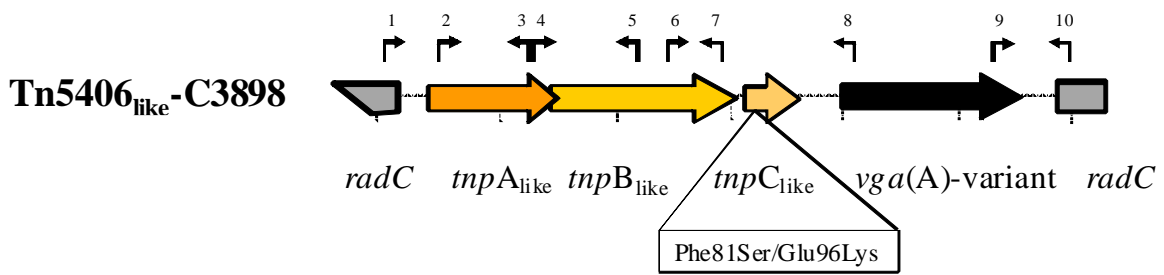 1 2 3 4 5 6 7 8 9 10
Tn5406like-C3898
radC tnpAlike tnpBlike tnpClike vga(A)-variant radC
Phe81Ser/Glu96Lys